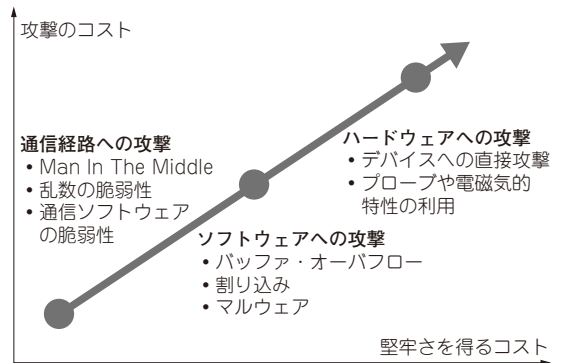 攻撃のコスト
通信経路への攻撃
• Man In The Middle
• 乱数の脆弱性
• 通信ソフトウェア
の脆弱性
ハードウェアへの攻撃
• デバイスへの直接攻撃
• プローブや電磁気的
特性の利用
ソフトウェアへの攻撃
• バッファ・オーバフロー
• 割り込み
• マルウェア
堅牢さを得るコスト